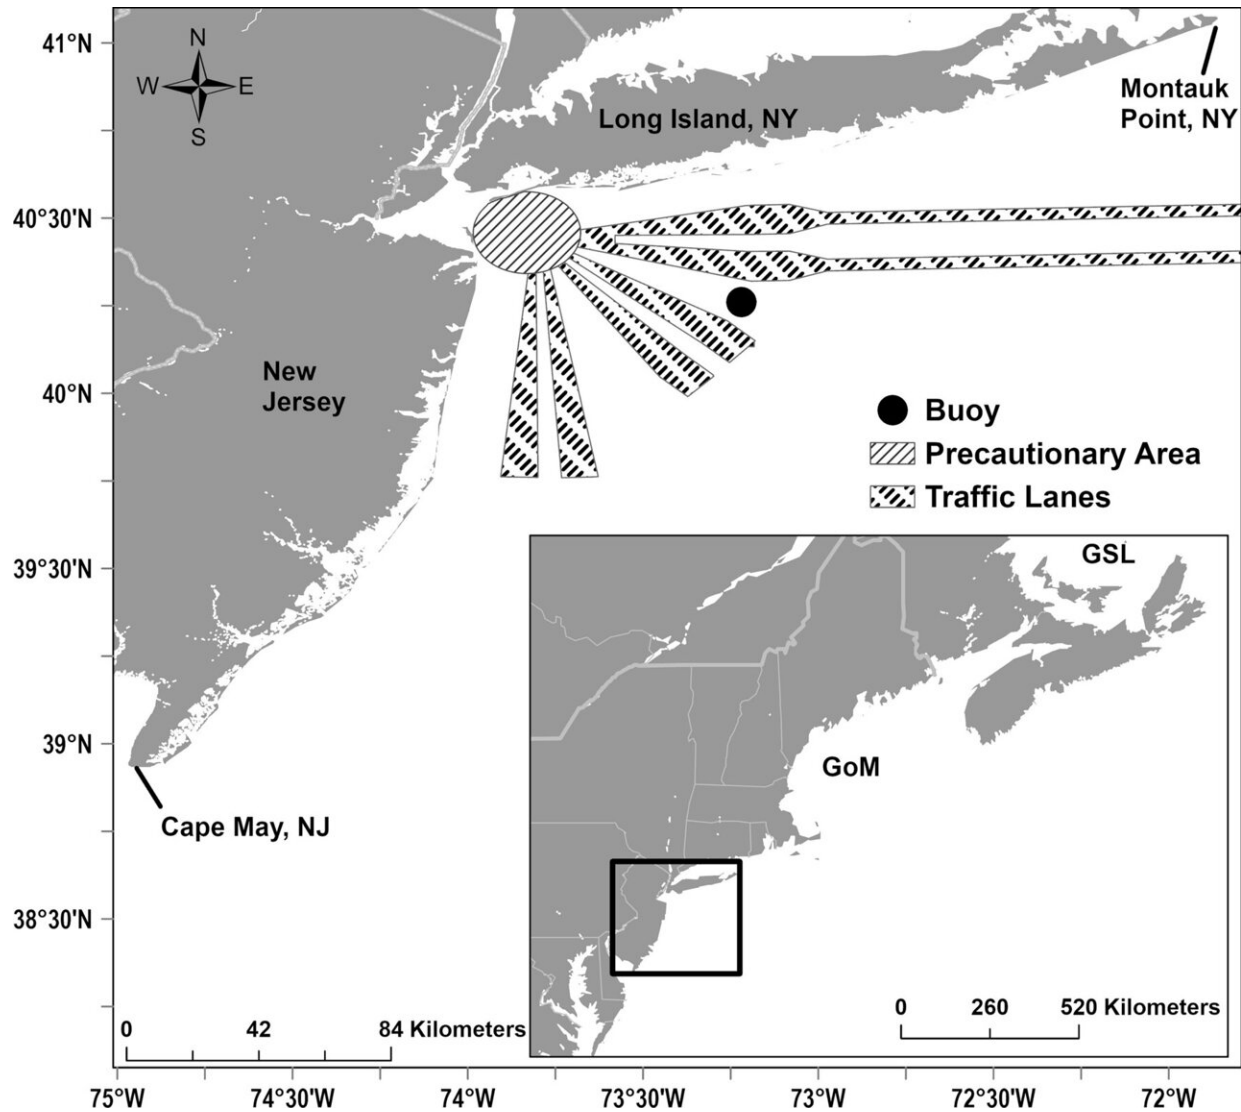 41°N
N
W
E
S
Long Island, NY
Montauk
Point, NY
40°30'N
New
Jersey
40°N
Buoy
Precautionary Area
Traffic Lanes
39°30'N
GSL
39°N
GoM
Cape May, NJ
38°30'N
0 42 84 Kilometers
0 260 520 Kilometers
75°W 74°30'W 74°W 73°30'W 73°W 72°30'W 72°W